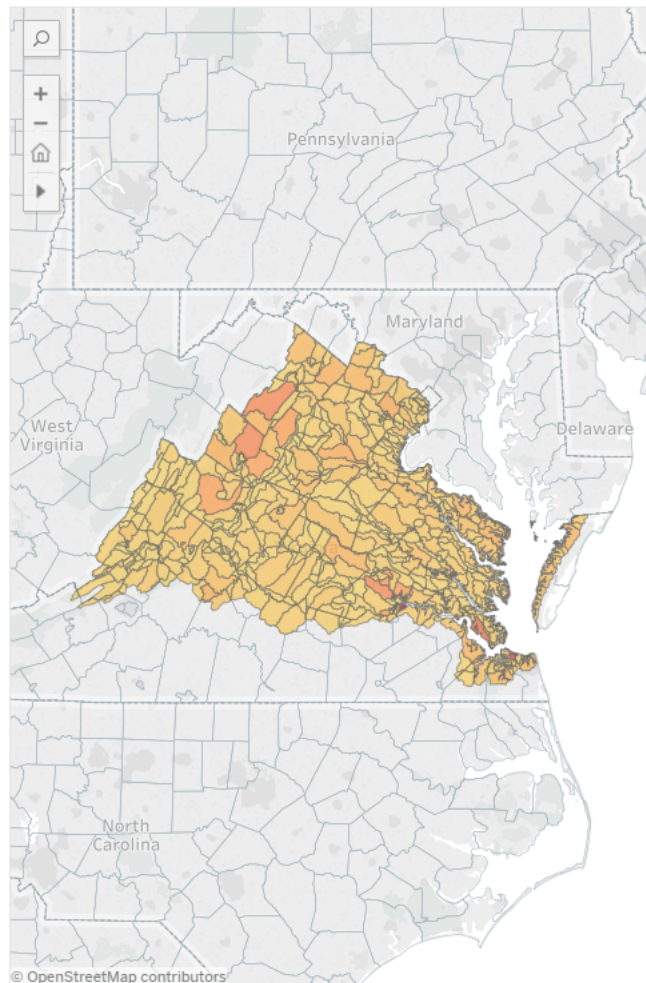 Pennsylvania
Maryland
West
Virginia
Delaware
North
Carolina
© OpenStreetMap contributors